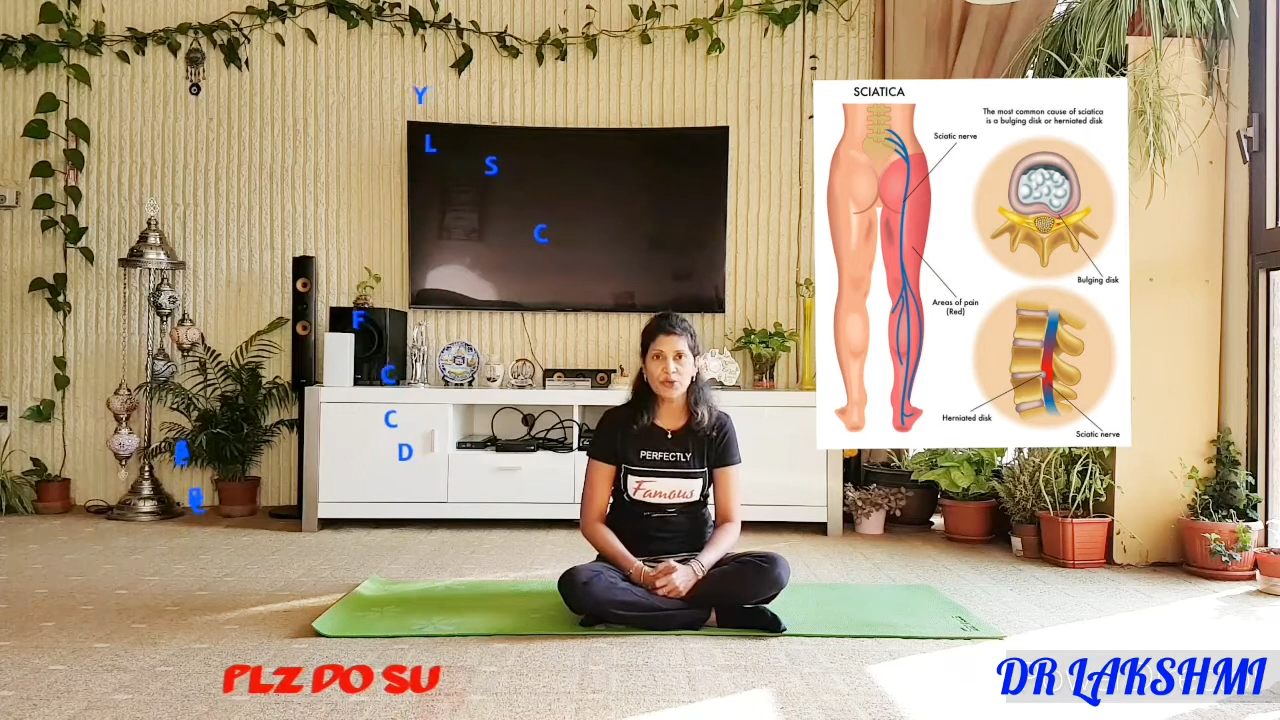 SCIATICA
The most common cause of sciatica
is a bulging disk or herniated disk
Sciatic nerve
Bulging disk
Areas of pain
(Red)
Herniated disk
Sciatic nerve
Y
L
S
C
F
C
C
D
PERFECTLY
Famous
PLZ DO SU
DR LAKSHMI